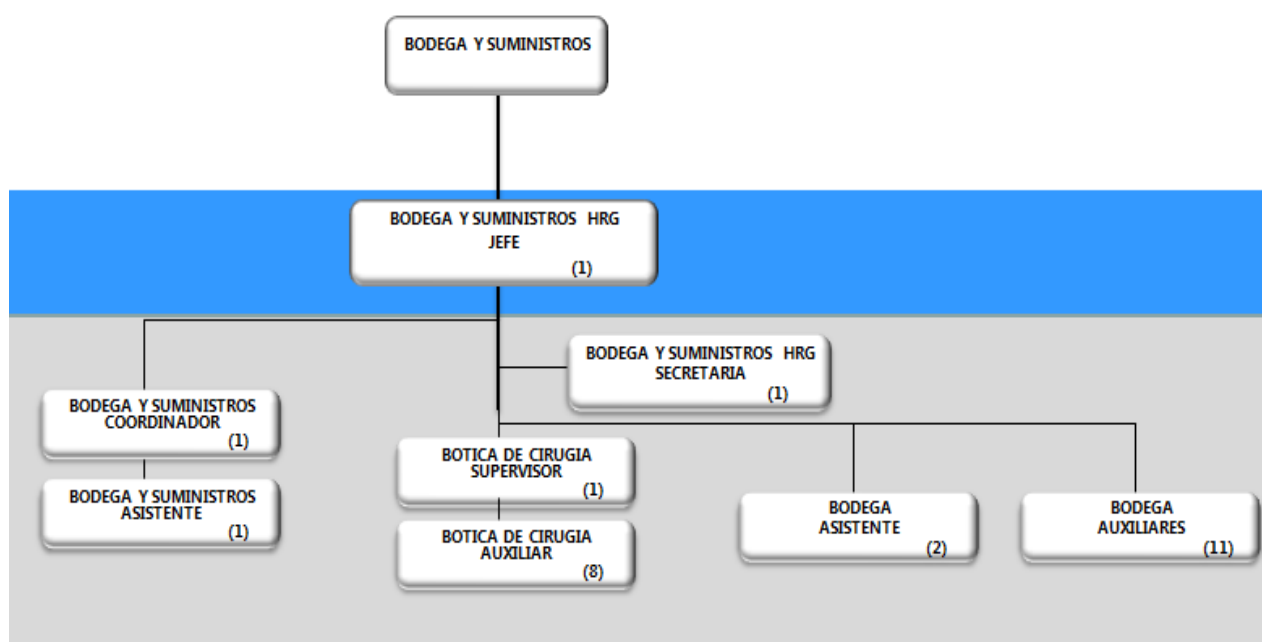 BODEGA Y SUMINISTROS
BODEGA Y SUMINISTROS HRG
JEFE
(1)
BODEGA Y SUMINISTROS HRG
SECRETARIA
(1)
BODEGA Y SUMINISTROS
COORDINADOR
(1)
BODEGA Y SUMINISTROS
ASISTENTE
(1)
BOTICA DE CIRUGIA
SUPERVISOR
(1)
BOTICA DE CIRUGIA
AUXILIAR
(8)
BODEGA
ASISTENTE
(2)
BODEGA
AUXILIARES
(11)